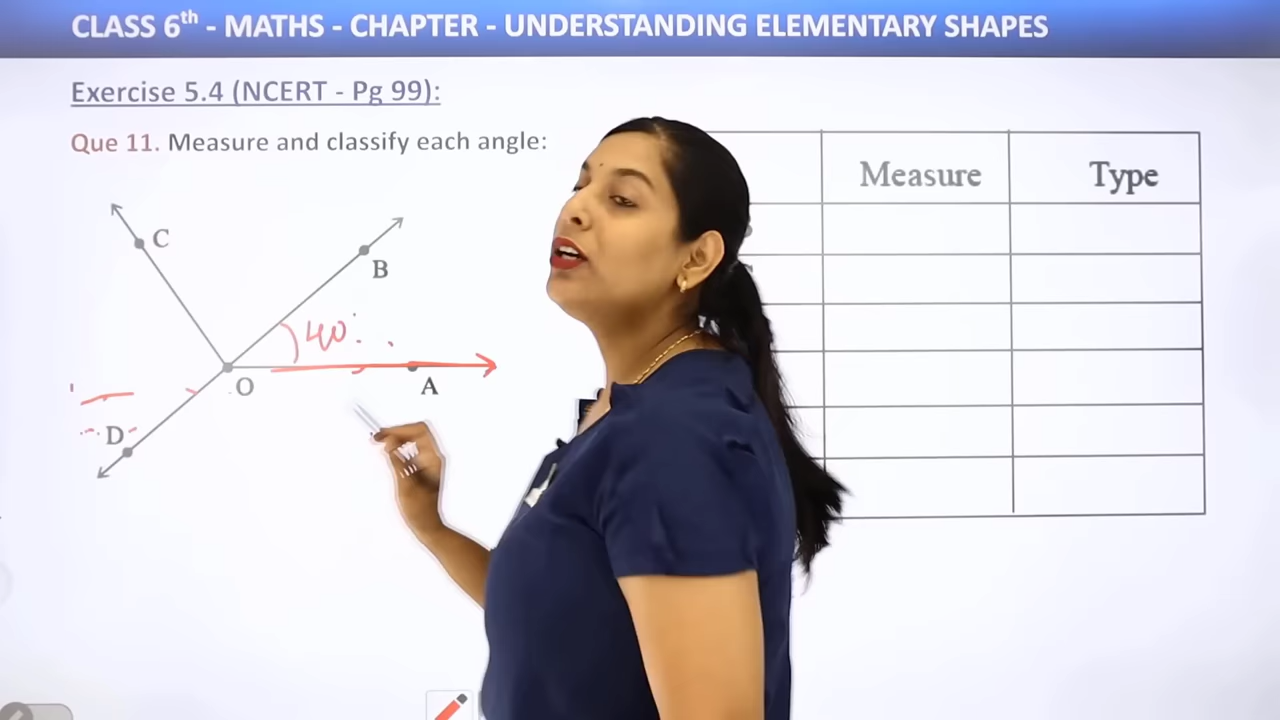 CLASS 6th - MATHS - CHAPTER - UNDERSTANDING ELEMENTARY SHAPES
Exercise 5.4 (NCERT - Pg 99):
Que 11. Measure and classify each angle:
Measure Type
C
B
40°
O
A
D